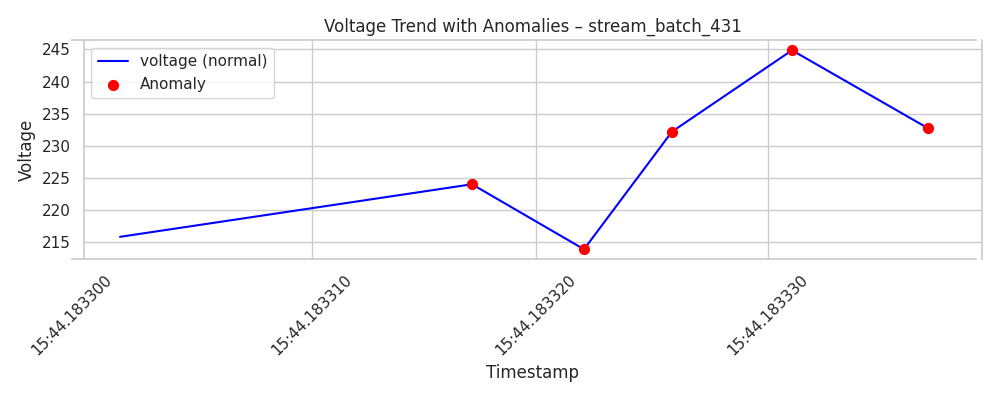 Voltage Trend with Anomalies – stream_batch_431
voltage (normal)
Anomaly
Voltage
245
240
235
230
225
220
215
15:44.183300
15:44.183310
15:44.183320
15:44.183330
Timestamp